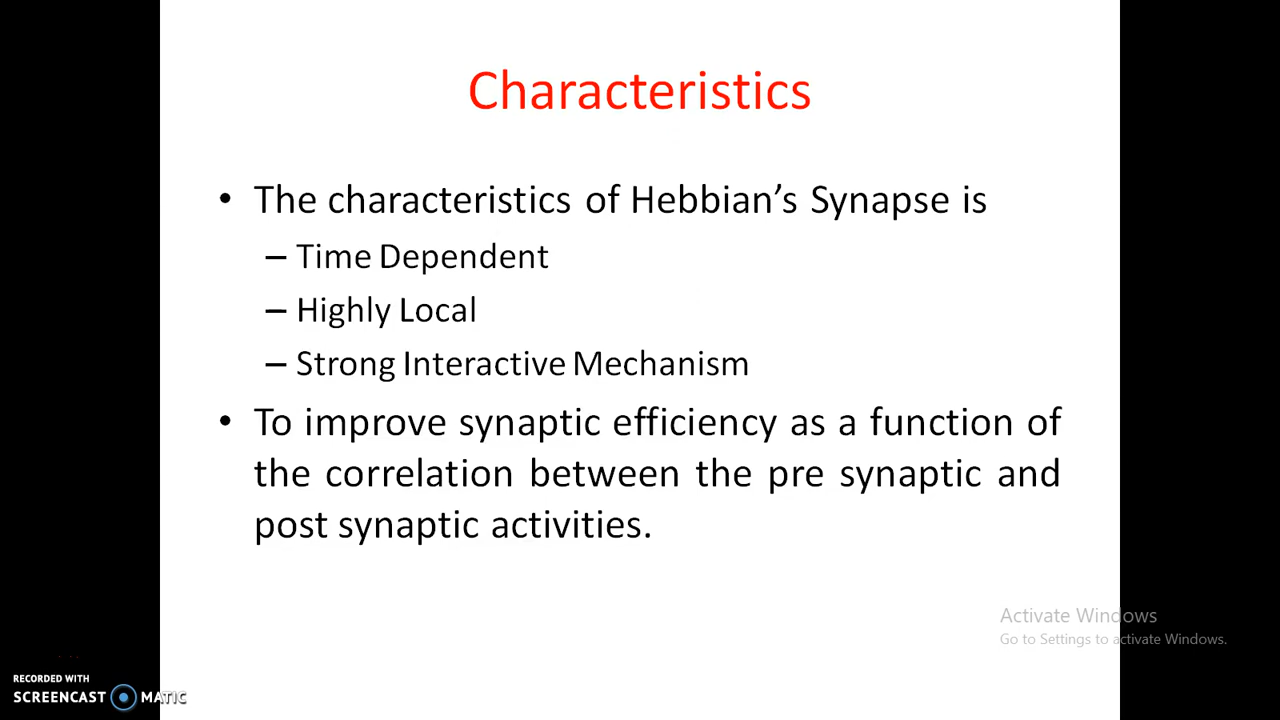 Characteristics
• The characteristics of Hebbian’s Synapse is
– Time Dependent
– Highly Local
– Strong Interactive Mechanism
• To improve synaptic efficiency as a function of
the correlation between the pre synaptic and
post synaptic activities.
Activate Windows
Go to Settings to activate Windows.
RECORDED WITH
SCREENCAST MATIC